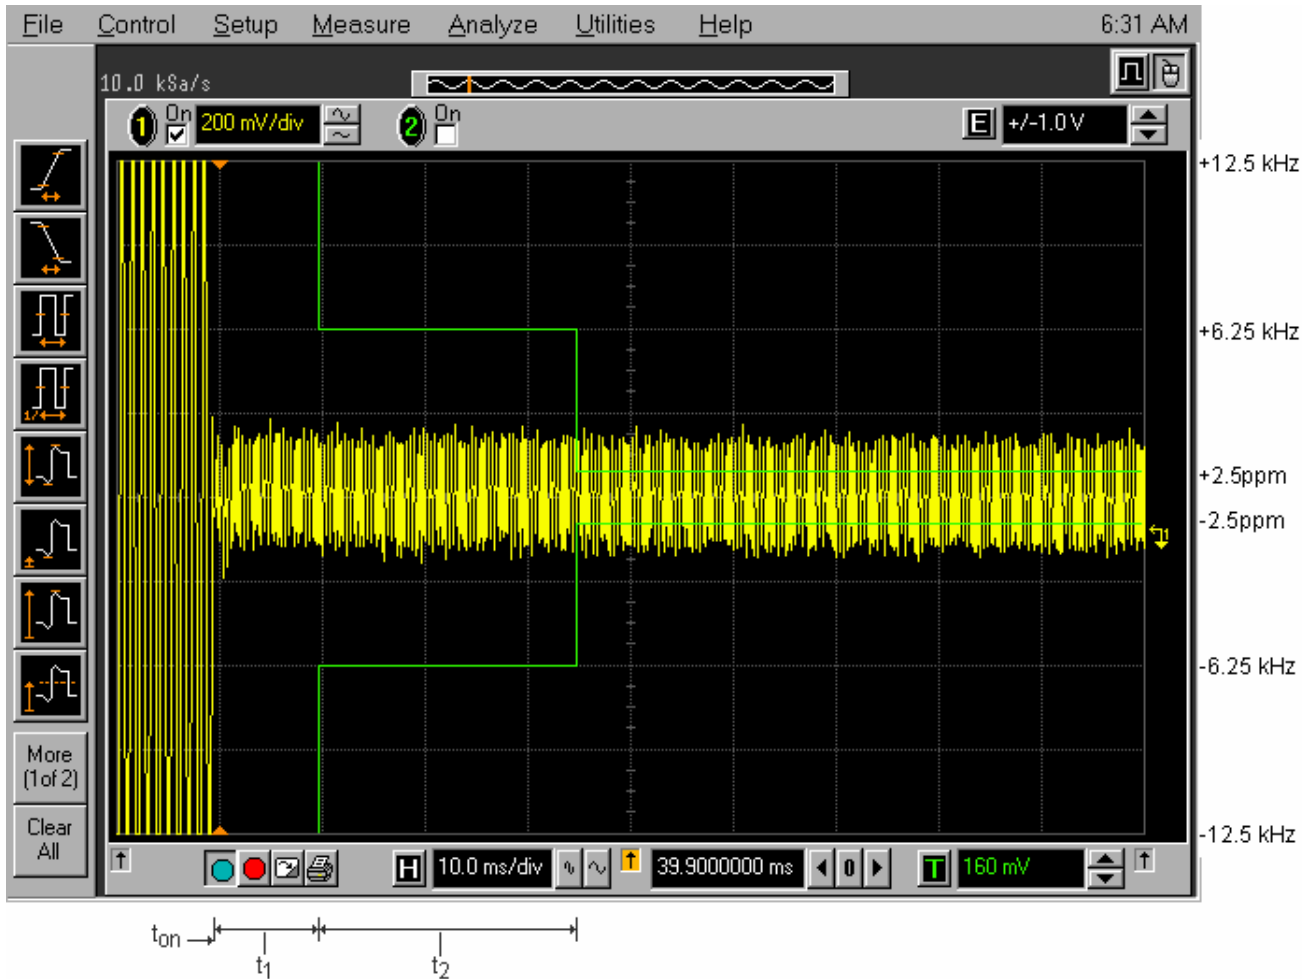 File Control Setup Measure Analyze Utilities Help 6:31 AM
10.0 kSa/s
1 On 200 mV/div 2 On E +/-1.0 V
+12.5 kHz
+6.25 kHz
+2.5ppm
-2.5ppm
-6.25 kHz
-12.5 kHz
1/
More
(1of 2)
Clear
All
H 10.0 ms/div 39.9000000 ms 0 T 160 mV
ton
t1
t2